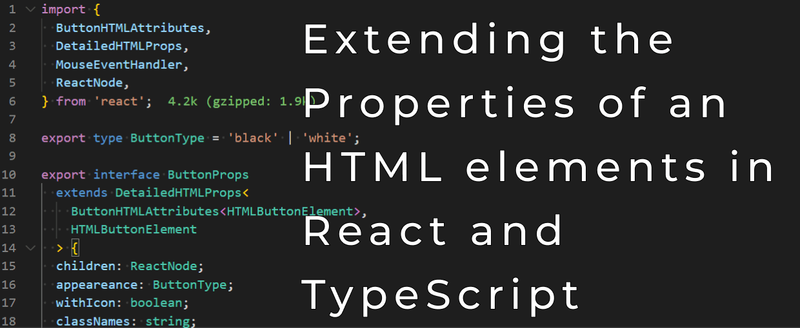 1 import {
2 ButtonHTMLAttributes,
3 DetailedHTMLProps,
4 MouseEventHandler,
5 ReactNode,
6 } from 'react'; 4.2k (gzipped: 1.9k)
7
8 export type ButtonType = 'black' | 'white';
9
10 export interface ButtonProps
11 extends DetailedHTMLProps<
12 ButtonHTMLAttributes<HTMLButtonElement>,
13 HTMLButtonElement
14 > {
15 children: ReactNode;
16 appeareance: ButtonType;
17 withIcon: boolean;
18 classNames: string;
Extending the
Properties of an
HTML elements in
React and
TypeScript